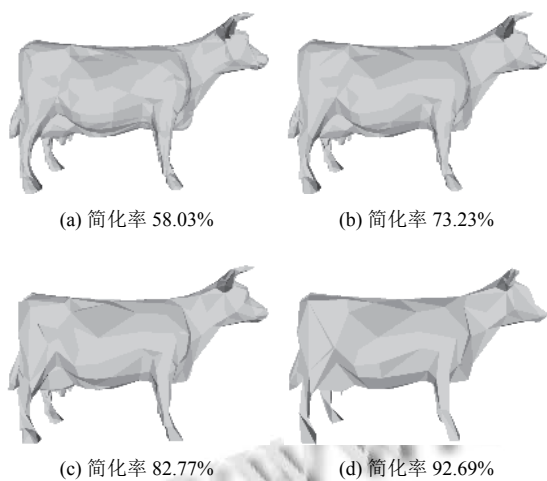 (a) 简化率 58.03%
(b) 简化率 73.23%
(c) 简化率 82.77%
(d) 简化率 92.69%